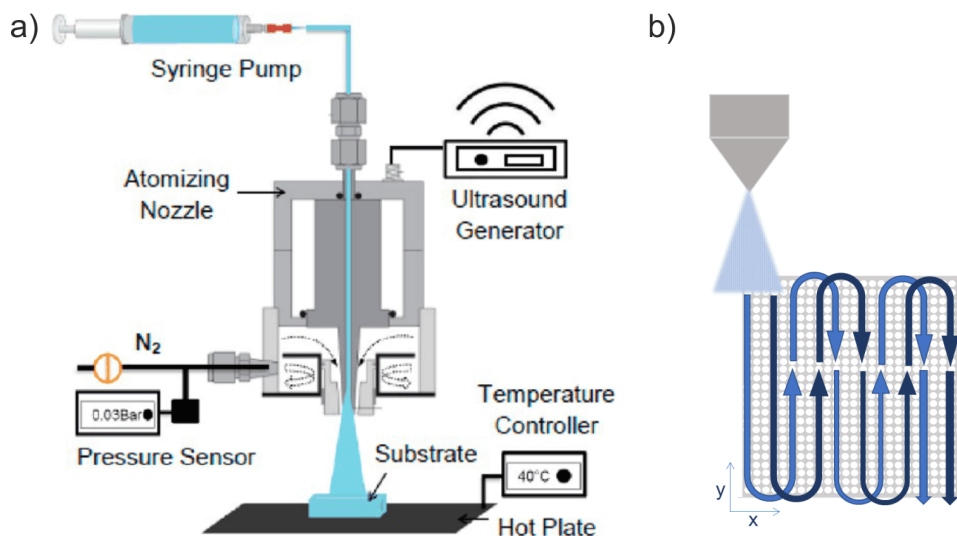 a)
Syringe Pump
Atomizing
Nozzle
Ultrasound
Generator
N₂
0.03Bar
Pressure Sensor
Temperature
Controller
Substrate
40°C
Hot Plate
b)
y
x